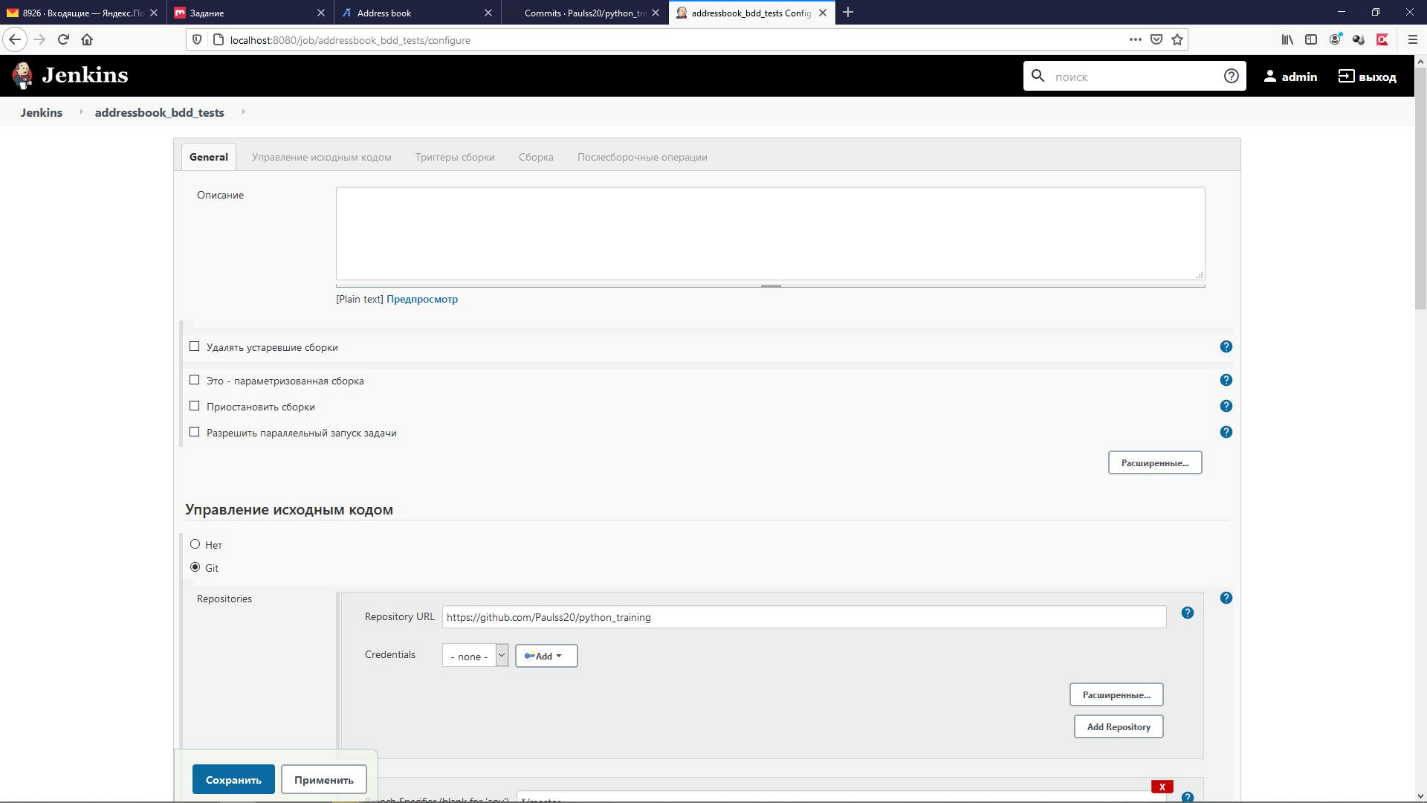 8926 · Входящие — Яндекс.По
Задание
Address book
Commits · Paulss20/python_tr
addressbook_bdd_tests Config
localhost:8080/job/addressbook_bdd_tests/configure
Jenkins
поиск
admin
выход
Jenkins
addressbook_bdd_tests
General
Управление исходным кодом
Триггеры сборки
Сборка
Послесборочные операции
Описание
[Plain text] Предпросмотр
Удалять устаревшие сборки
Это - параметризованная сборка
Приостановить сборки
Разрешить параллельный запуск задачи
Расширенные...
Управление исходным кодом
Нет
Git
Repositories
Repository URL
https://github.com/Paulss20/python_training
Credentials
- none -
Add
Расширенные...
Add Repository
Сохранить
Применить
X